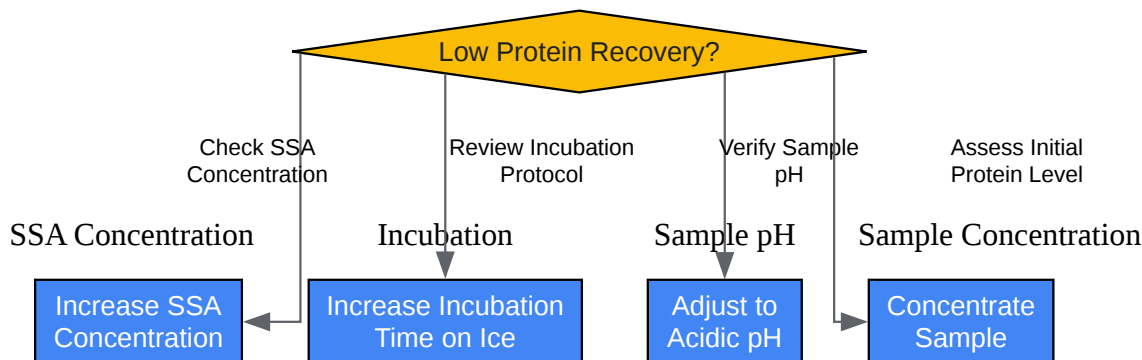 Low Protein Recovery?
Check SSA
Concentration
Review Incubation
Protocol
Verify Sample
pH
Assess Initial
Protein Level
SSA Concentration
Incubation
Sample pH
Sample Concentration
Increase SSA
Concentration
Increase Incubation
Time on Ice
Adjust to
Acidic pH
Concentrate
Sample